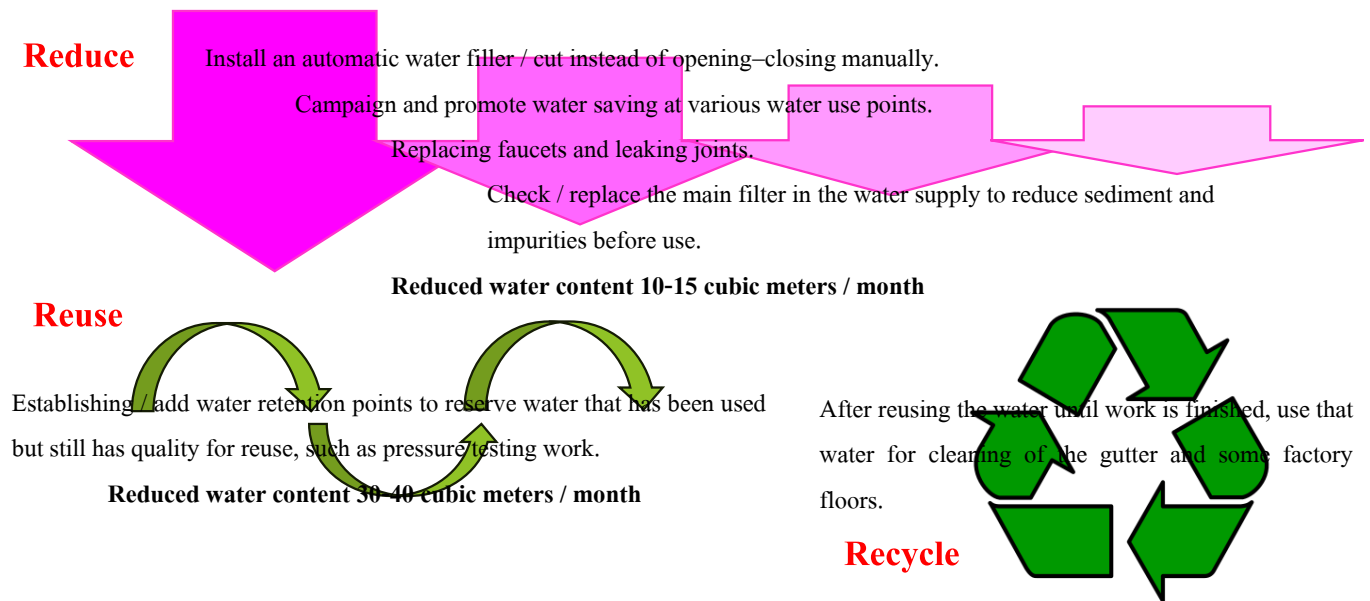 Reduce
Install an automatic water filler / cut instead of opening–closing manually.
Campaign and promote water saving at various water use points.
Replacing faucets and leaking joints.
Check / replace the main filter in the water supply to reduce sediment and
impurities before use.
Reduced water content 10-15 cubic meters / month
Reuse
Establishing / add water retention points to reserve water that has been used
but still has quality for reuse, such as pressure testing work.
Reduced water content 30-40 cubic meters / month
After reusing the water until work is finished, use that
water for cleaning of the gutter and some factory
floors.
Recycle